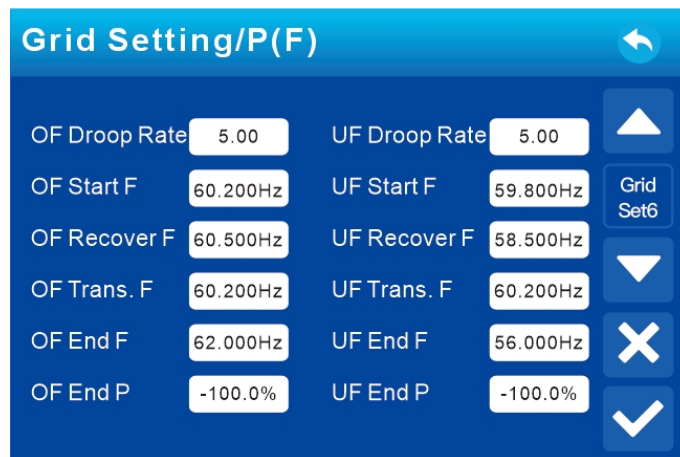 Grid Setting/P(F)
OF Droop Rate 5.00 UF Droop Rate 5.00
OF Start F 60.200Hz UF Start F 59.800Hz
Grid
Set6
OF Recover F 60.500Hz UF Recover F 58.500Hz
OF Trans. F 60.200Hz UF Trans. F 60.200Hz
OF End F 62.000Hz UF End F 56.000Hz
OF End P -100.0% UF End P -100.0%